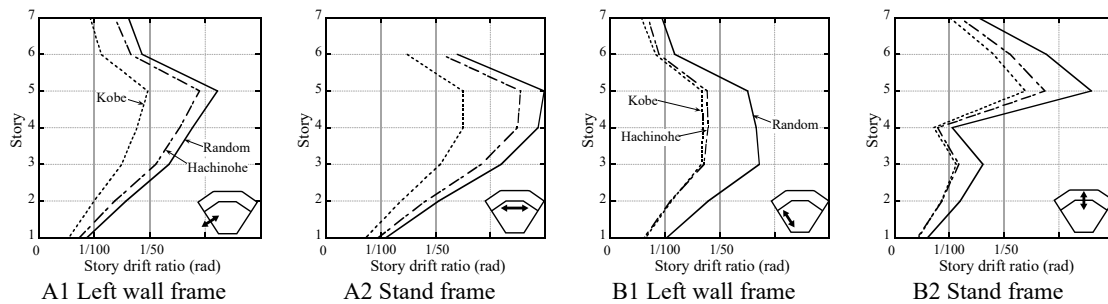 7
6
5
4
3
2
1
Story
Kobe
Random
Hachinohe
0
1/100
1/50
Story drift ratio (rad)
A1 Left wall frame
7
6
5
4
3
2
1
Story
0
1/100
1/50
Story drift ratio (rad)
A2 Stand frame
7
6
5
4
3
2
1
Story
Kobe
Hachinohe
Random
0
1/100
1/50
Story drift ratio (rad)
B1 Left wall frame
7
6
5
4
3
2
1
Story
0
1/100
1/50
Story drift ratio (rad)
B2 Stand frame